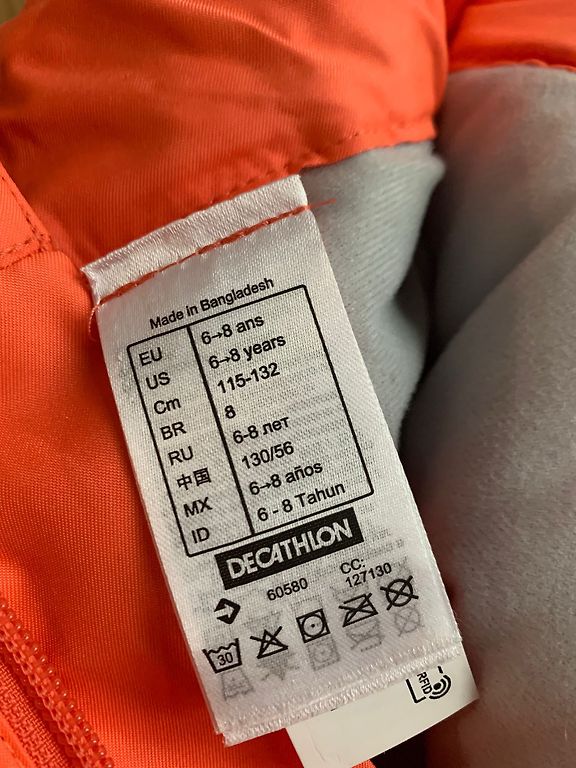 Made in Bangladesh
EU 6→8 ans
US 6→8 years
Cm 115-132
BR 8
RU 6-8 лет
中国 130/56
MX 6→8 años
ID 6 - 8 Tahun
DECATHLON
60580 CC: 127130
30
RFID